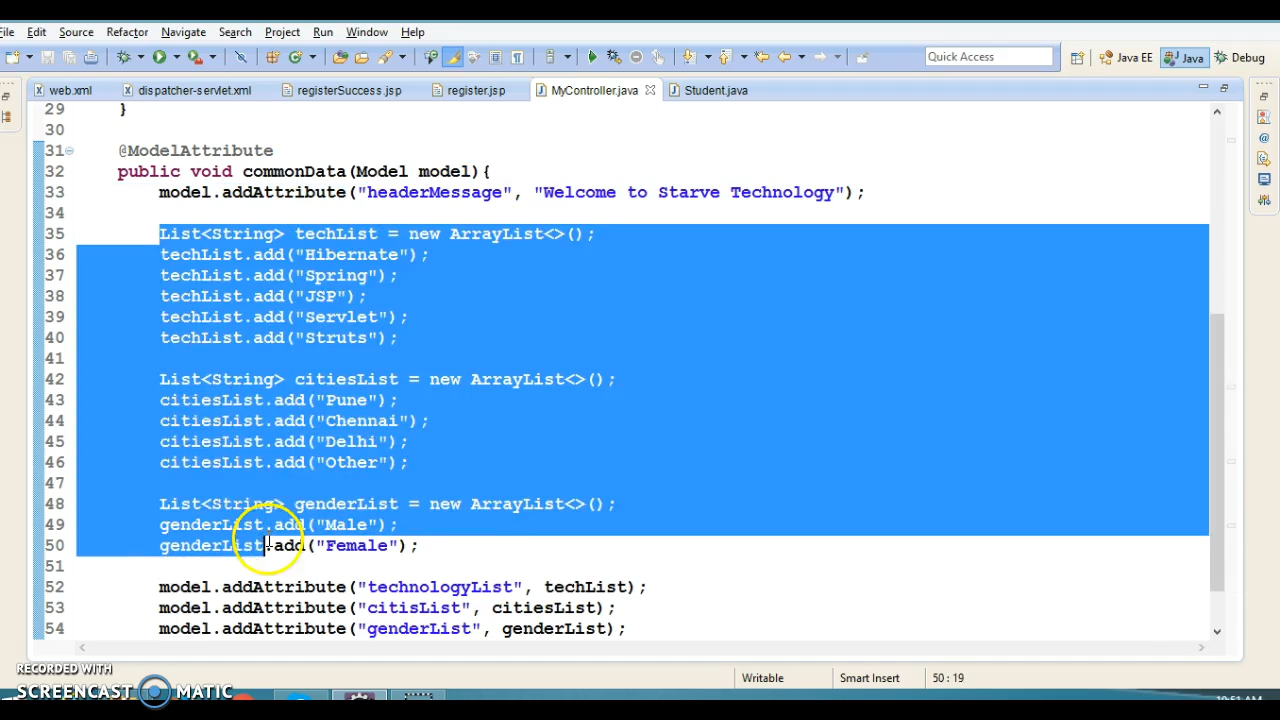 File Edit Source Refactor Navigate Search Project Run Window Help
Quick Access Java EE Java Debug
web.xml dispatcher-servlet.xml registerSuccess.jsp register.jsp MyController.java Student.java
29 }
30
31 @ModelAttribute
32 public void commonData(Model model){
33 model.addAttribute("headerMessage", "Welcome to Starve Technology");
34
35 List<String> techList = new ArrayList<>();
36 techList.add("Hibernate");
37 techList.add("Spring");
38 techList.add("JSP");
39 techList.add("Servlet");
40 techList.add("Struts");
41
42 List<String> citiesList = new ArrayList<>();
43 citiesList.add("Pune");
44 citiesList.add("Chennai");
45 citiesList.add("Delhi");
46 citiesList.add("Other");
47
48 List<String> genderList = new ArrayList<>();
49 genderList.add("Male");
50 genderList.add("Female");
51
52 model.addAttribute("technologyList", techList);
53 model.addAttribute("citisList", citiesList);
54 model.addAttribute("genderList", genderList);
Writable Smart Insert 50 : 19
RECORDED WITH
SCREENCAST MATIC